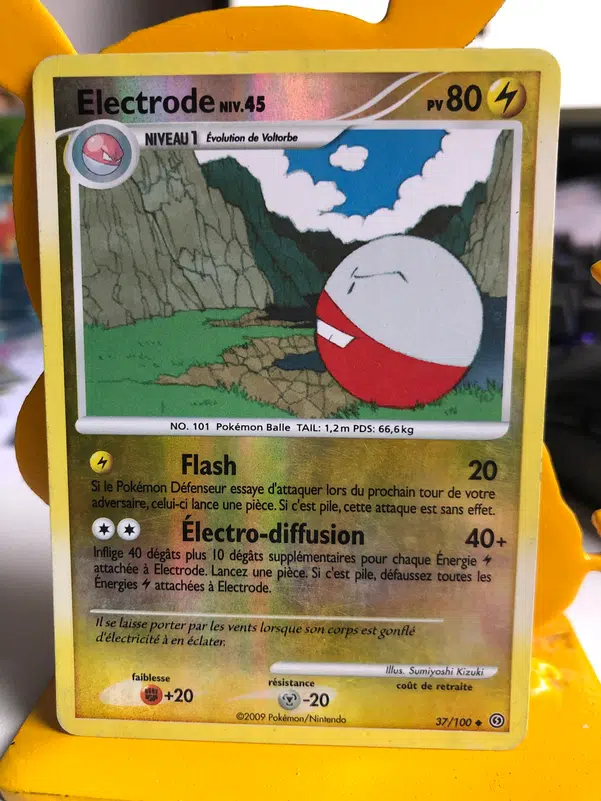 Electrode NIV.45 PV 80
NIVEAU 1 Évolution de Voltorbe
NO. 101 Pokémon Balle TAIL: 1,2 m PDS: 66,6 kg
Flash 20
Si le Pokémon Défenseur essaye d'attaquer lors du prochain tour de votre
adversaire, celui-ci lance une pièce. Si c'est pile, cette attaque est sans effet.
Électro-diffusion 40+
Inflige 40 dégâts plus 10 dégâts supplémentaires pour chaque Énergie
attachée à Electrode. Lancez une pièce. Si c'est pile, défaussez toutes les
Énergies attachées à Electrode.
Il se laisse porter par les vents lorsque son corps est gonflé
d'électricité à en éclater.
Illus. Sumiyoshi Kizuki
faiblesse résistance coût de retraite
+20 -20
©2009 Pokémon/Nintendo 37/100